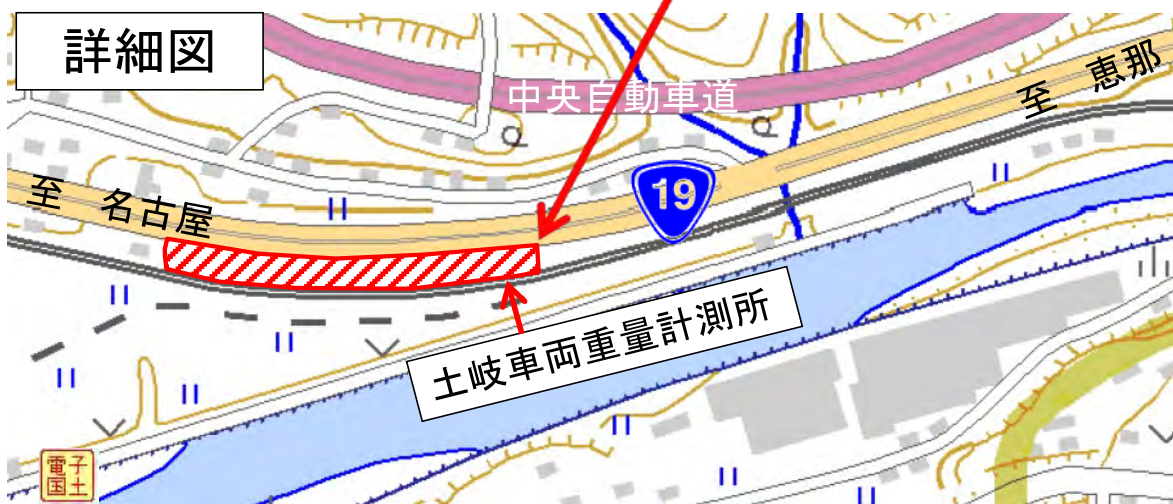 詳細図
中央自動車道
至 恵那
19
至 名古屋
土岐車両重量計測所
電子
国土